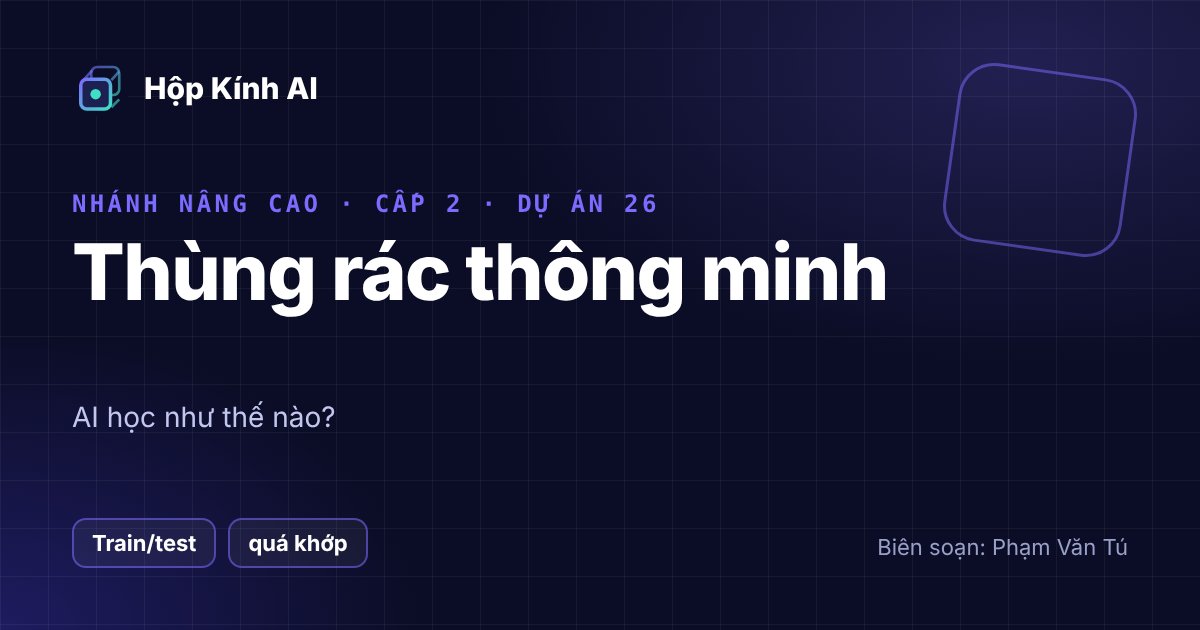 Hộp Kính AI
NHÁNH NÂNG CAO · CẤP 2 · DỰ ÁN 26
Thùng rác thông minh
AI học như thế nào?
Train/test
quá khớp
Biên soạn: Phạm Văn Tú